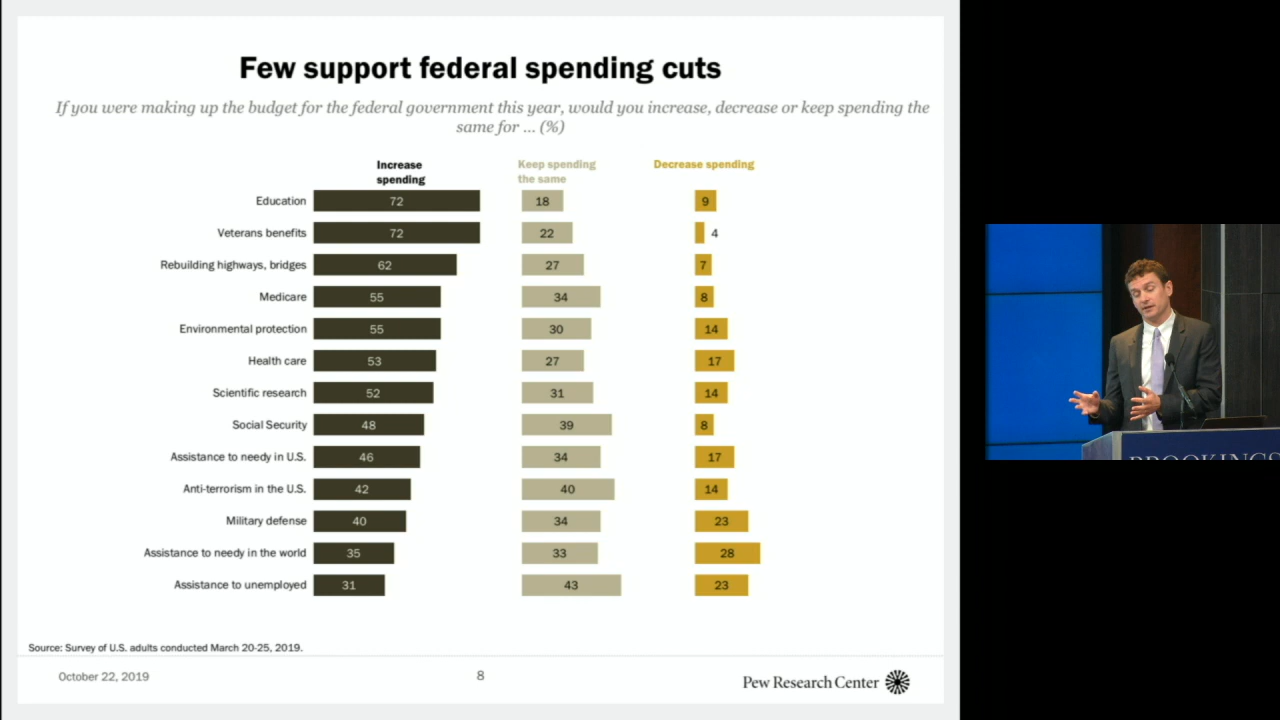 Few support federal spending cuts
If you were making up the budget for the federal government this year, would you increase, decrease or keep spending the
same for ... (%)
Increase
spending
Keep spending
the same
Decrease spending
Education 72 18 9
Veterans benefits 72 22 4
Rebuilding highways, bridges 62 27 7
Medicare 55 34 8
Environmental protection 55 30 14
Health care 53 27 17
Scientific research 52 31 14
Social Security 48 39 8
Assistance to needy in U.S. 46 34 17
Anti-terrorism in the U.S. 42 40 14
Military defense 40 34 23
Assistance to needy in the world 35 33 28
Assistance to unemployed 31 43 23
Source: Survey of U.S. adults conducted March 20-25, 2019.
October 22, 2019 8 Pew Research Center
BROOKINGS